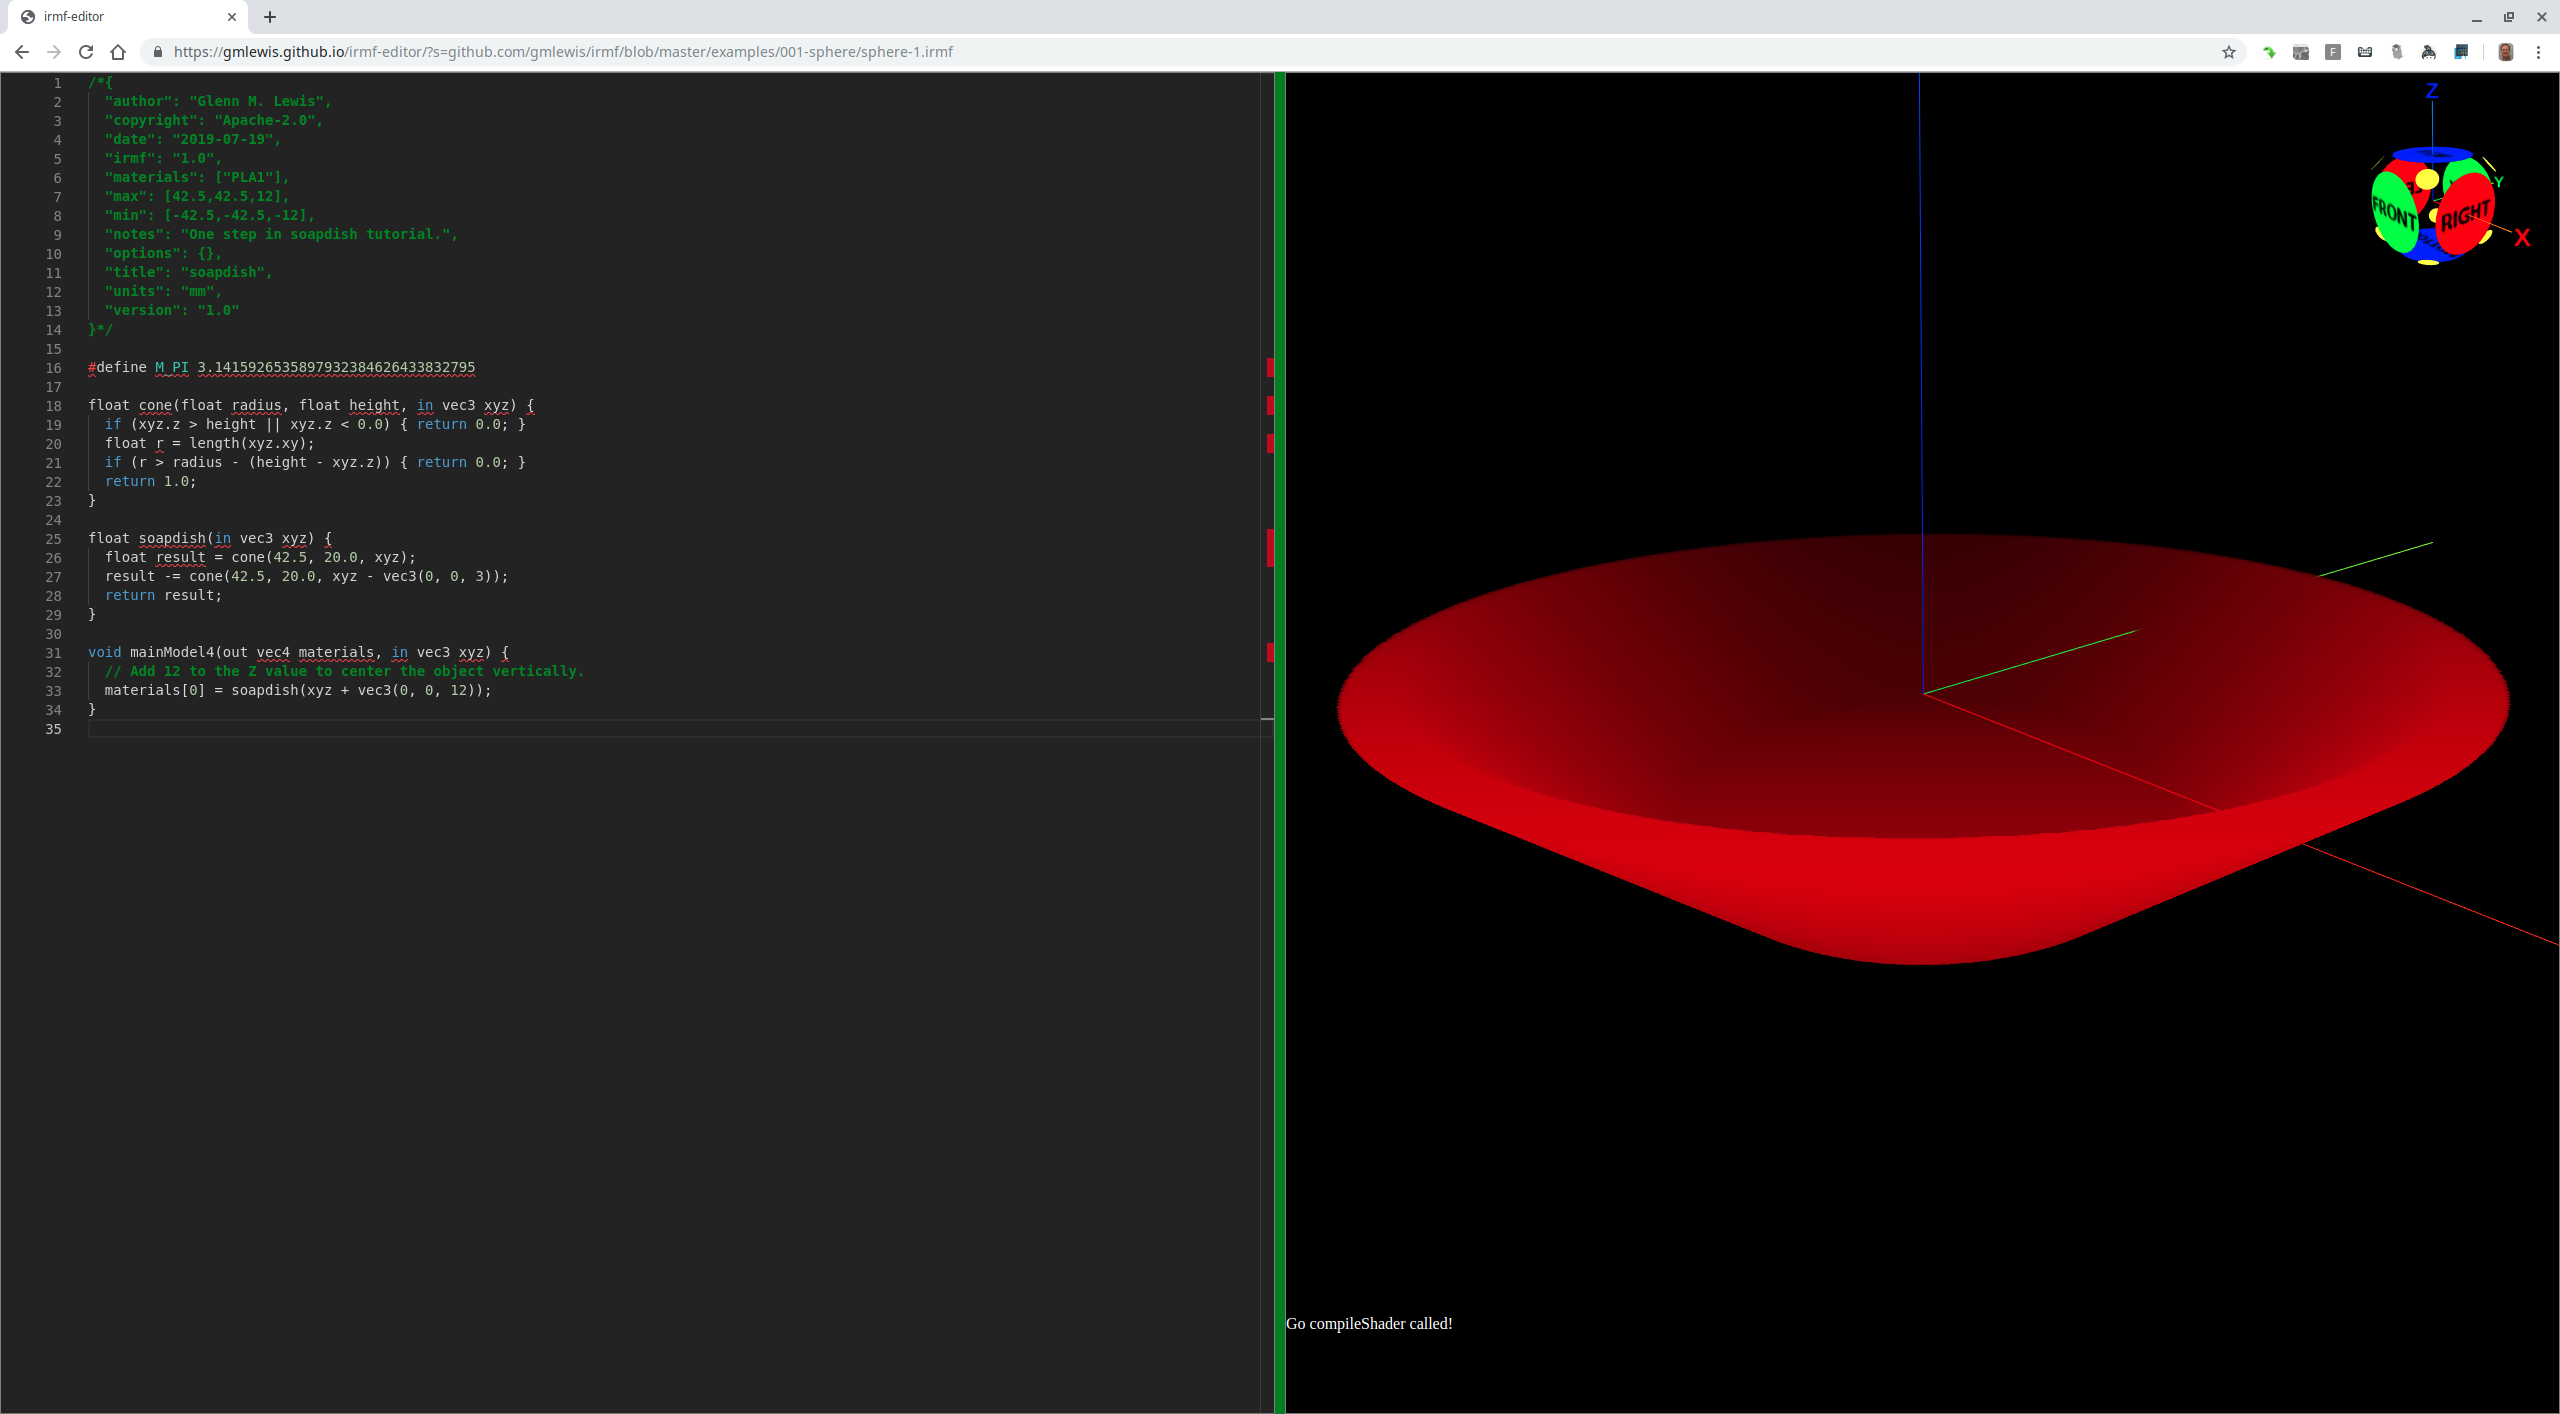 irmf-editor
https://gmlewis.github.io/irmf-editor/?s=github.com/gmlewis/irmf/blob/master/examples/001-sphere/sphere-1.irmf
F
1 /*{
2   "author": "Glenn M. Lewis",
3   "copyright": "Apache-2.0",
4   "date": "2019-07-19",
5   "irmf": "1.0",
6   "materials": ["PLA1"],
7   "max": [42.5,42.5,12],
8   "min": [-42.5,-42.5,-12],
9   "notes": "One step in soapdish tutorial.",
10   "options": {},
11   "title": "soapdish",
12   "units": "mm",
13   "version": "1.0"
14 }*/
15
16 #define M_PI 3.1415926535897932384626433832795
17
18 float cone(float radius, float height, in vec3 xyz) {
19   if (xyz.z > height || xyz.z < 0.0) { return 0.0; }
20   float r = length(xyz.xy);
21   if (r > radius - (height - xyz.z)) { return 0.0; }
22   return 1.0;
23 }
24
25 float soapdish(in vec3 xyz) {
26   float result = cone(42.5, 20.0, xyz);
27   result -= cone(42.5, 20.0, xyz - vec3(0, 0, 3));
28   return result;
29 }
30
31 void mainModel4(out vec4 materials, in vec3 xyz) {
32   // Add 12 to the Z value to center the object vertically.
33   materials[0] = soapdish(xyz + vec3(0, 0, 12));
34 }
35
Z
Y
FRONT
RIGHT
X
Go compileShader called!